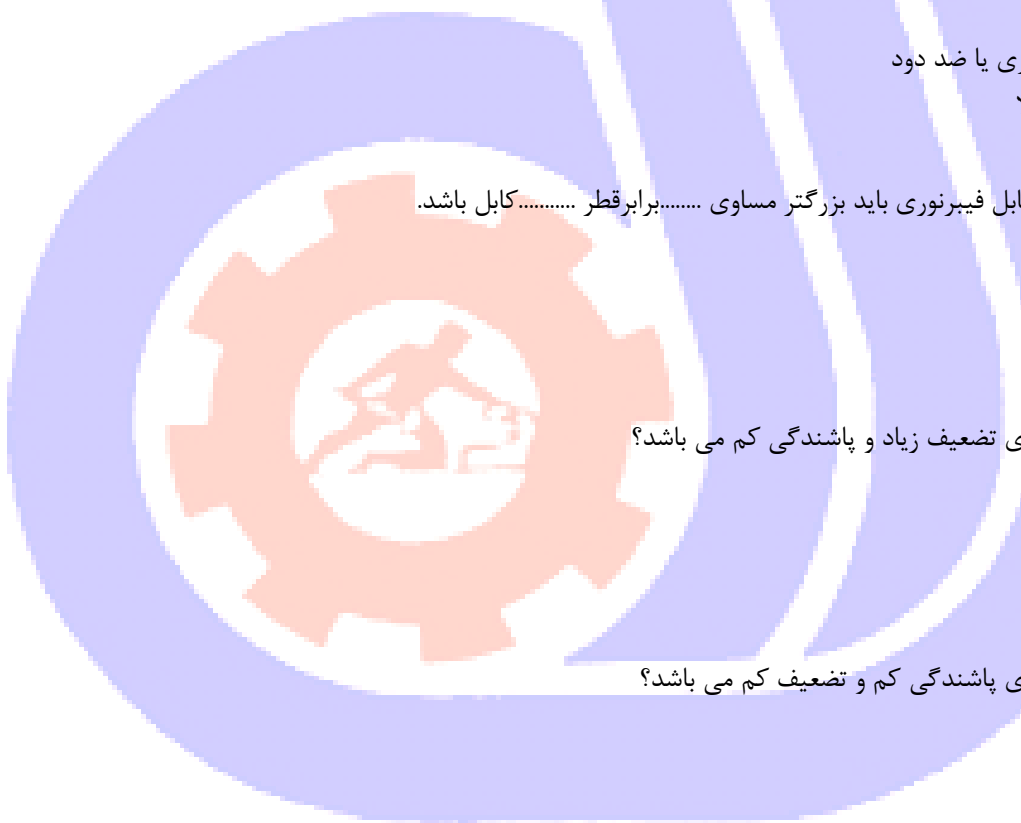 ی یا ضد دود
ابل فیبرنوری باید بزرگتر مساوی ........برابرقطر ...........کابل باشد.
ی تضعیف زیاد و پاشندگی کم می باشد؟
ی پاشندگی کم و تضعیف کم می باشد؟